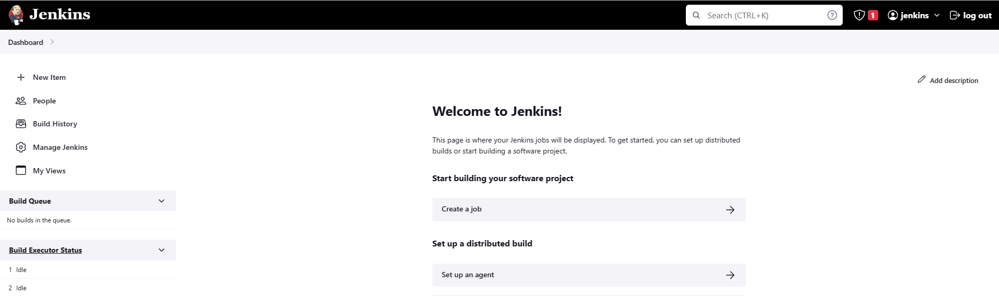 Jenkins
Search (CTRL+K)
1
jenkins
log out
Dashboard
New Item
People
Build History
Manage Jenkins
My Views
Build Queue
No builds in the queue.
Build Executor Status
1 Idle
2 Idle
Add description
Welcome to Jenkins!
This page is where your Jenkins jobs will be displayed. To get started, you can set up distributed
builds or start building a software project.
Start building your software project
Create a job
Set up a distributed build
Set up an agent